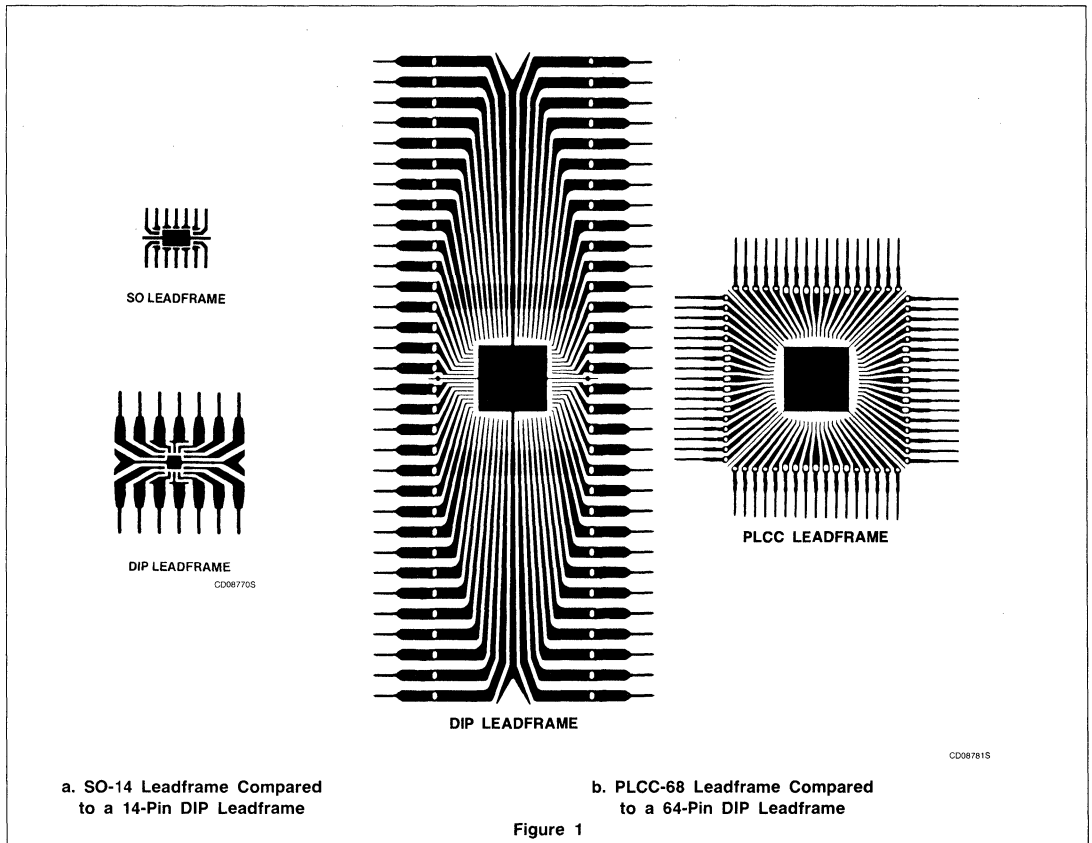 SO LEADFRAME
DIP LEADFRAME
CD08770S
DIP LEADFRAME
PLCC LEADFRAME
CD08781S
a. SO-14 Leadframe Compared
to a 14-Pin DIP Leadframe
b. PLCC-68 Leadframe Compared
to a 64-Pin DIP Leadframe
Figure 1